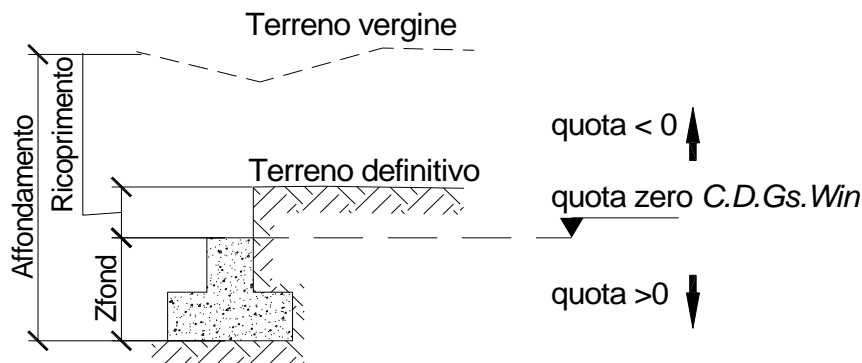 Terreno vergine
Affondamento
Ricoprimento
quota < 0
Terreno definitivo
quota zero C.D.Gs.Win
Zfond
quota >0